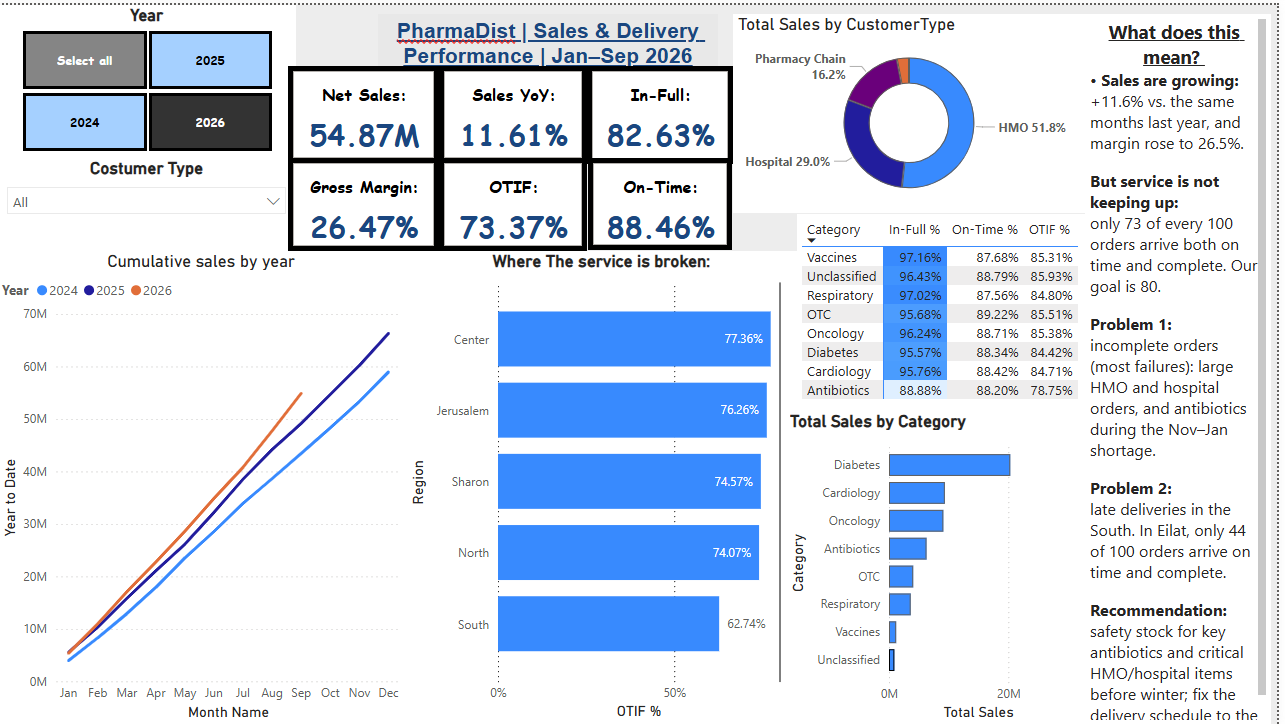 Year
Select all
2025
2024
2026
Costumer Type
All
PharmaDist | Sales & Delivery
Performance | Jan–Sep 2026
Net Sales:
54.87M
Sales YoY:
11.61%
In-Full:
82.63%
Gross Margin:
26.47%
OTIF:
73.37%
On-Time:
88.46%
Total Sales by CustomerType
Pharmacy Chain
16.2%
HMO 51.8%
Hospital 29.0%
Category In-Full % On-Time % OTIF %
Vaccines 97.16% 87.68% 85.31%
Unclassified 96.43% 88.79% 85.93%
Respiratory 97.02% 87.56% 84.80%
OTC 95.68% 89.22% 85.51%
Oncology 96.24% 88.71% 85.38%
Diabetes 95.57% 88.34% 84.42%
Cardiology 95.76% 88.42% 84.71%
Antibiotics 88.88% 88.20% 78.75%
Cumulative sales by year
Year 2024 2025 2026
Year to Date
70M
60M
50M
40M
30M
20M
10M
0M
Jan Feb Mar Apr May Jun Jul Aug Sep Oct Nov Dec
Month Name
Where The service is broken:
Region
Center 77.36%
Jerusalem 76.26%
Sharon 74.57%
North 74.07%
South 62.74%
0% 50%
OTIF %
Total Sales by Category
Category
Diabetes
Cardiology
Oncology
Antibiotics
OTC
Respiratory
Vaccines
Unclassified
0M 20M
Total Sales
What does this
mean?
• Sales are growing:
+11.6% vs. the same
months last year, and
margin rose to 26.5%.
But service is not
keeping up:
only 73 of every 100
orders arrive both on
time and complete. Our
goal is 80.
Problem 1:
incomplete orders
(most failures): large
HMO and hospital
orders, and antibiotics
during the Nov–Jan
shortage.
Problem 2:
late deliveries in the
South. In Eilat, only 44
of 100 orders arrive on
time and complete.
Recommendation:
safety stock for key
antibiotics and critical
HMO/hospital items
before winter; fix the
delivery schedule to the